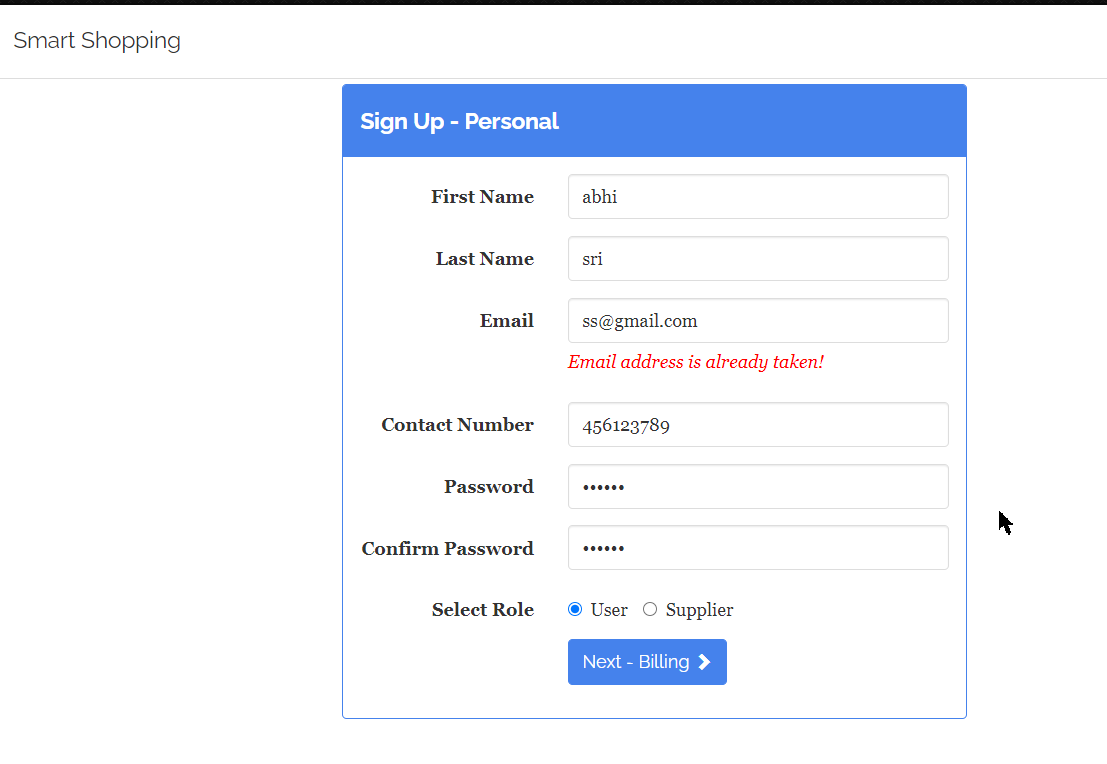 Smart Shopping
Sign Up - Personal
First Name abhi
Last Name sri
Email ss@gmail.com
Email address is already taken!
Contact Number 456123789
Password ••••••
Confirm Password ••••••
Select Role User Supplier
Next - Billing